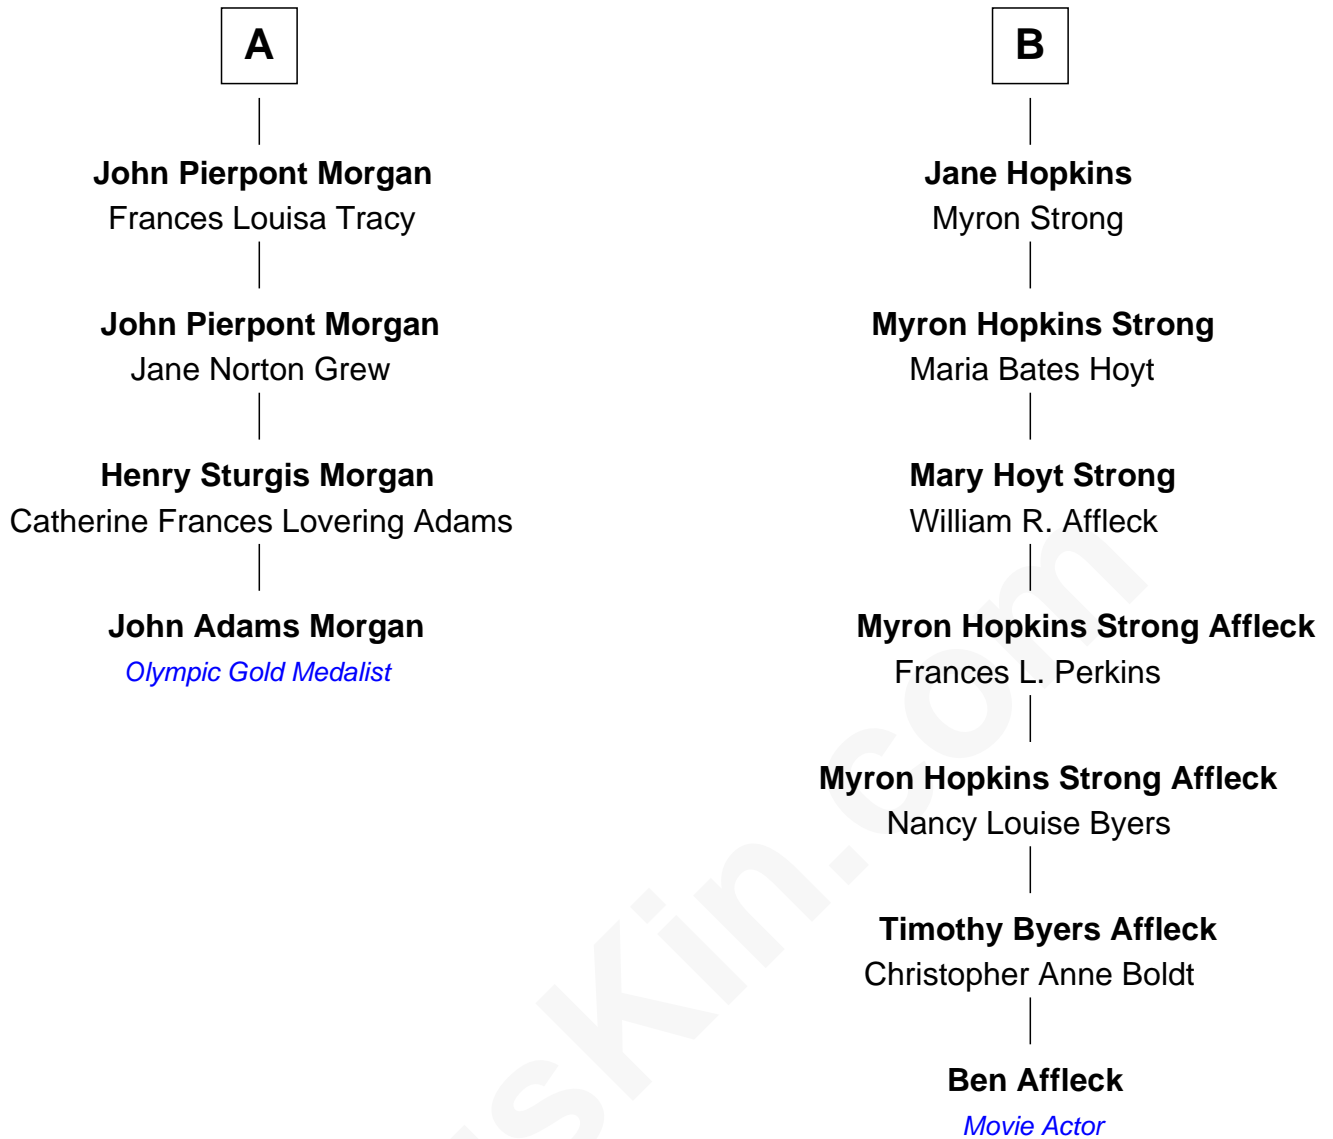 A
John Pierpont Morgan
Frances Louisa Tracy
John Pierpont Morgan
Jane Norton Grew
Henry Sturgis Morgan
Catherine Frances Lovering Adams
John Adams Morgan
Olympic Gold Medalist
B
Jane Hopkins
Myron Strong
Myron Hopkins Strong
Maria Bates Hoyt
Mary Hoyt Strong
William R. Affleck
Myron Hopkins Strong Affleck
Frances L. Perkins
Myron Hopkins Strong Affleck
Nancy Louise Byers
Timothy Byers Affleck
Christopher Anne Boldt
Ben Affleck
Movie Actor
sKin.com